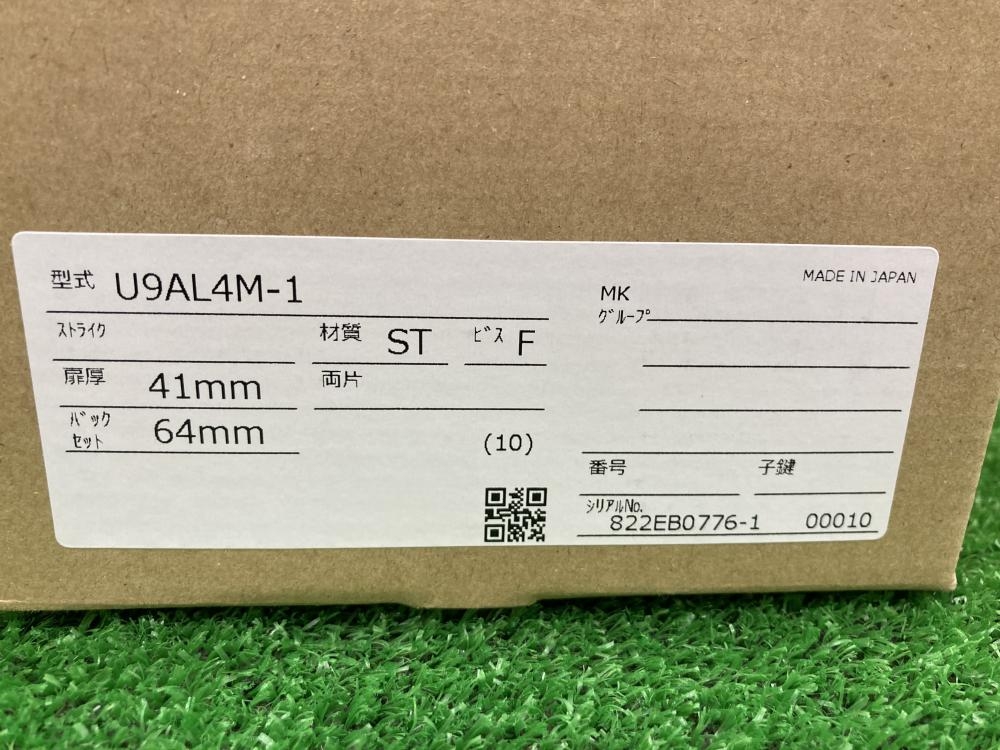 型式 U9AL4M-1
ｽﾄﾗｲｸ
材質 ST
ﾋﾞｽ F
扉厚 41mm
両片
ﾊﾞｯｸ
ｾｯﾄ 64mm
(10)
MADE IN JAPAN
MK
ｸﾞﾙｰﾌﾟ
番号
子鍵
ｼﾘｱﾙNo.
822EB0776-1 00010